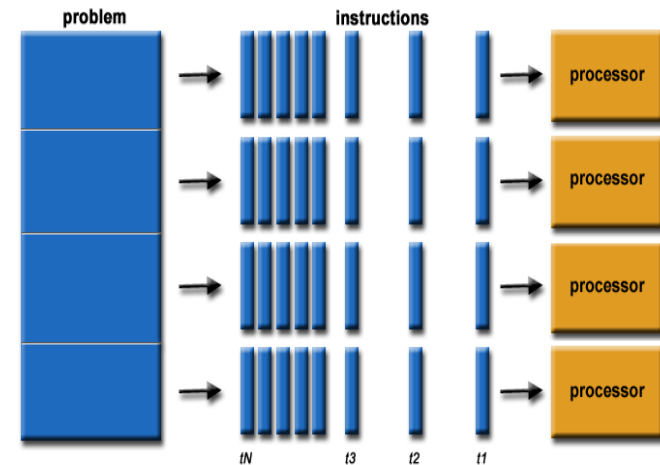 problem
instructions
processor
processor
processor
processor
tN t3 t2 t1